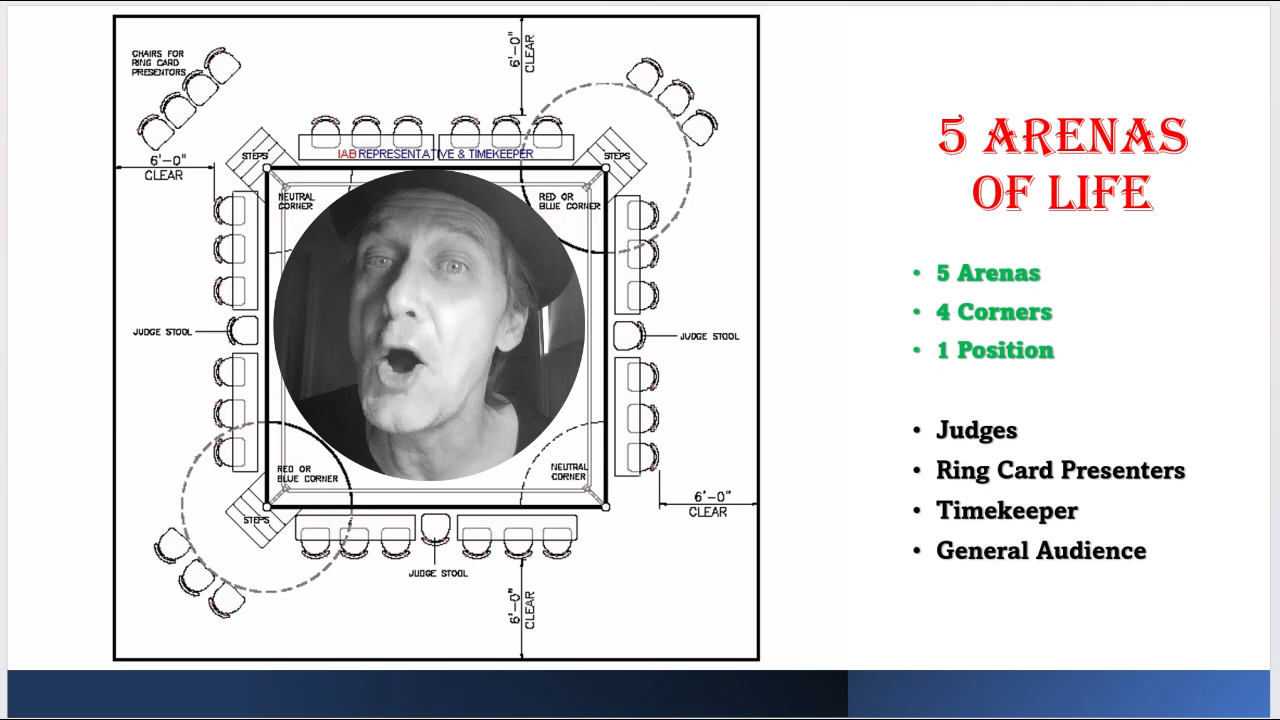 CHAIRS FOR
RING CARD
PRESENTORS
6'-0"
CLEAR
6'-0"
CLEAR
STEPS
IAB REPRESENTATIVE & TIMEKEEPER
STEPS
NEUTRAL
CORNER
RED OR
BLUE CORNER
JUDGE STOOL
JUDGE STOOL
RED OR
BLUE CORNER
NEUTRAL
CORNER
STEPS
6'-0"
CLEAR
JUDGE STOOL
6'-0"
CLEAR
5 ARENAS
OF LIFE
• 5 Arenas
• 4 Corners
• 1 Position
• Judges
• Ring Card Presenters
• Timekeeper
• General Audience